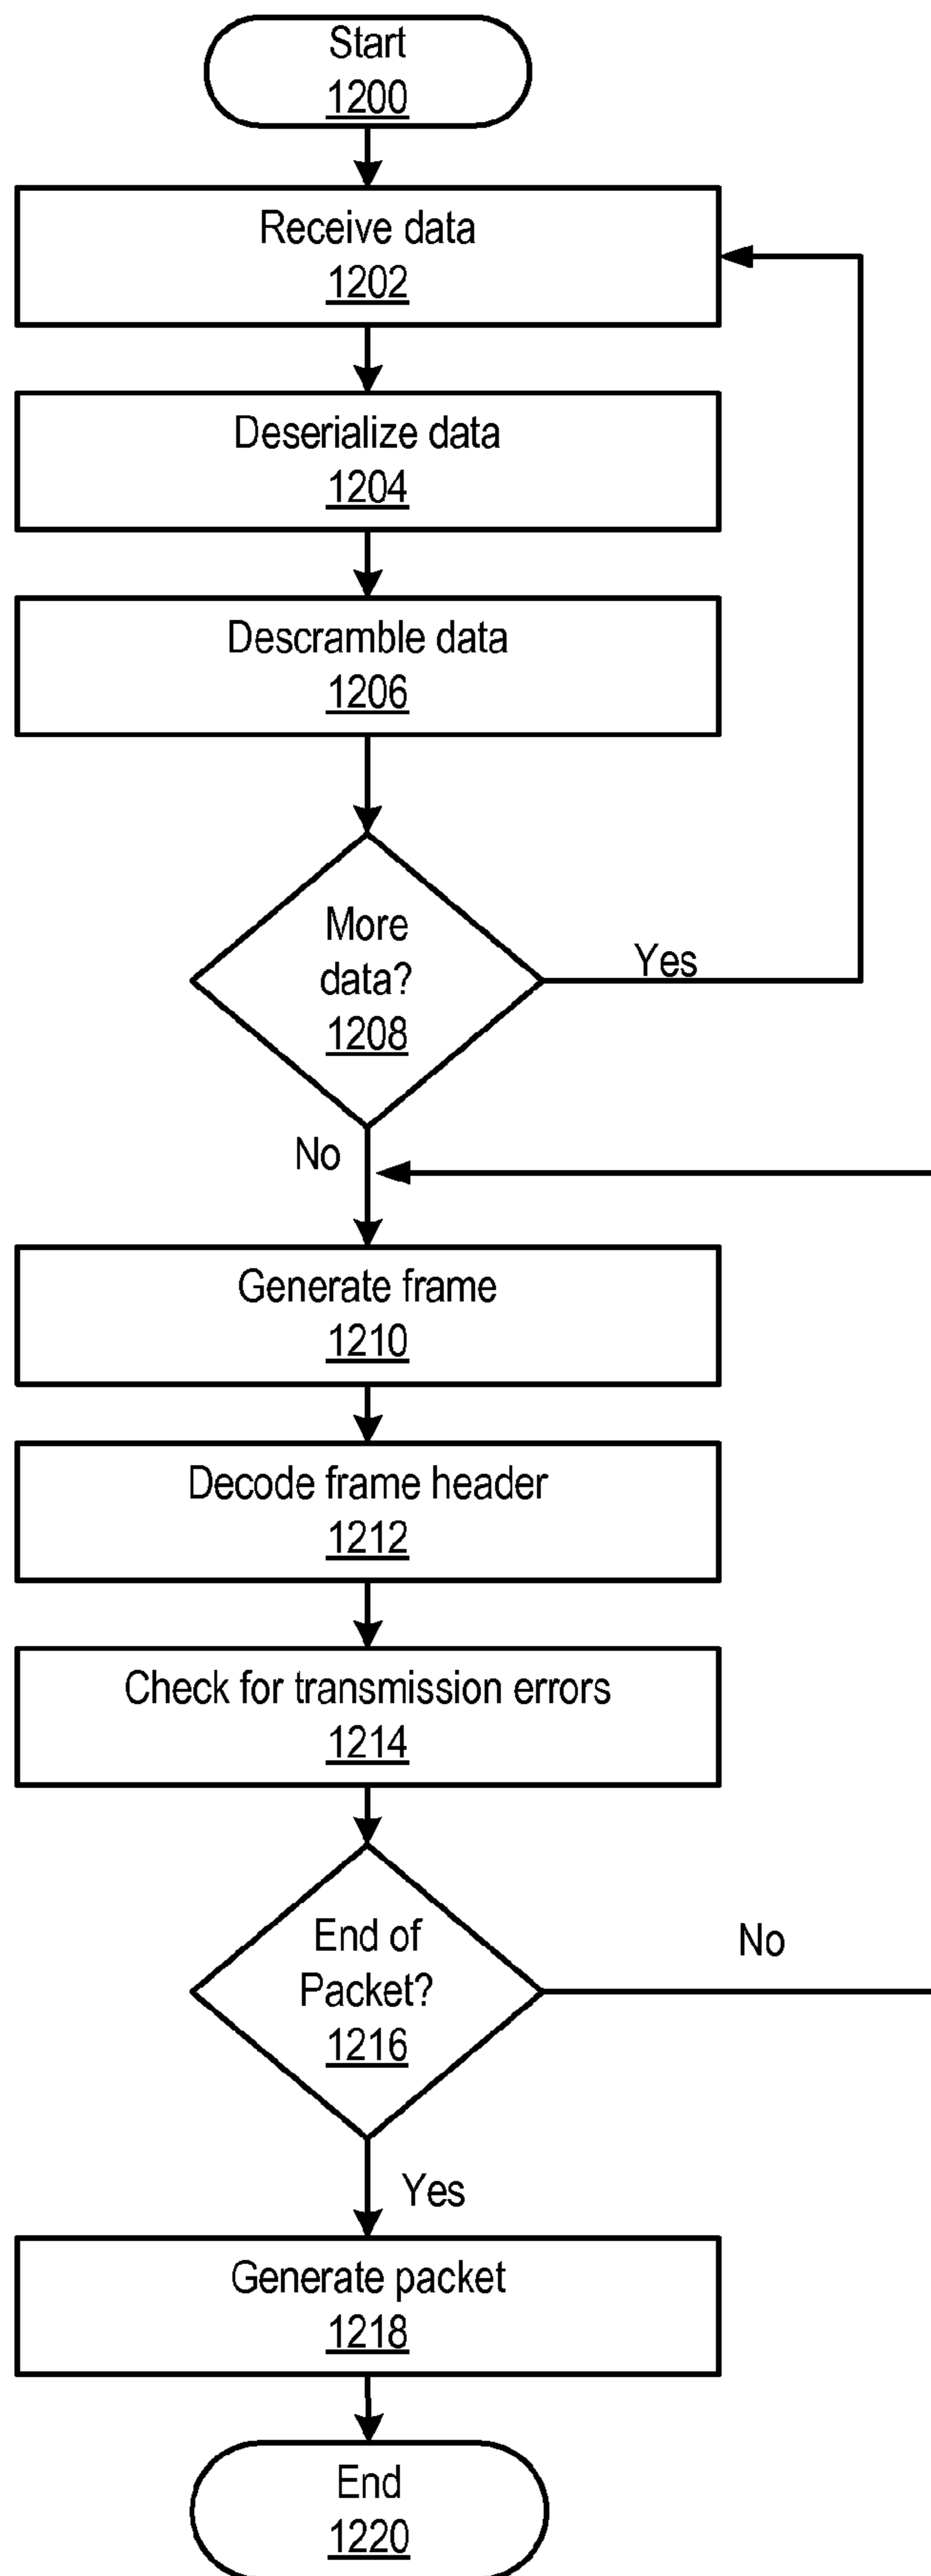 Start
1200
Receive data
1202
Deserialize data
1204
Descramble data
1206
More
data?
1208
Yes
No
Generate frame
1210
Decode frame header
1212
Check for transmission errors
1214
End of
Packet?
1216
No
Yes
Generate packet
1218
End
1220